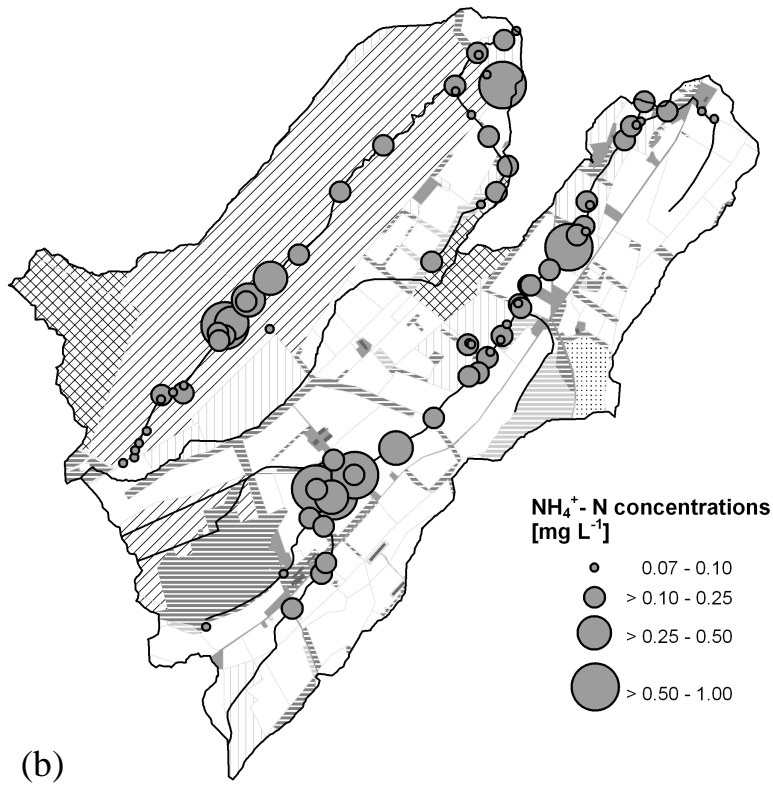 NH₄⁺- N concentrations
[mg L⁻¹]
0.07 - 0.10
> 0.10 - 0.25
> 0.25 - 0.50
> 0.50 - 1.00
(b)